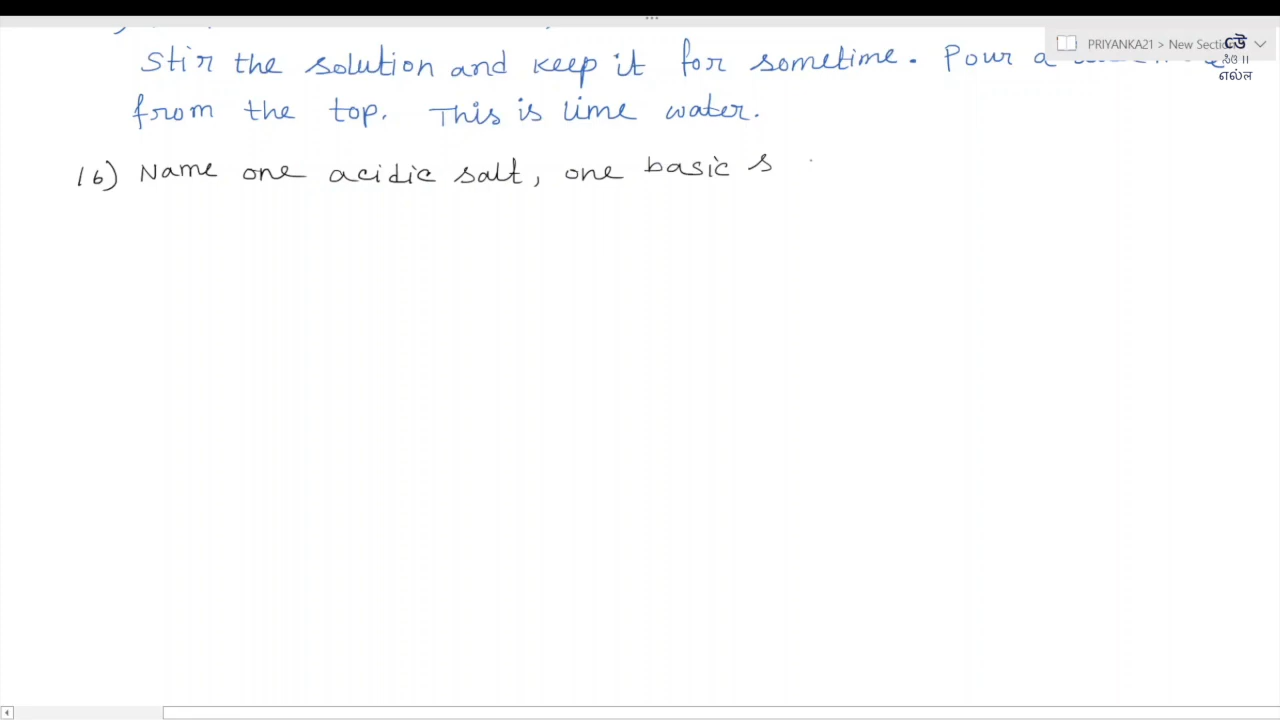 PRIYANKA21 > New Section
Stir the solution and keep it for sometime. Pour a
from the top. This is lime water.
16) Name one acidic salt, one basic s